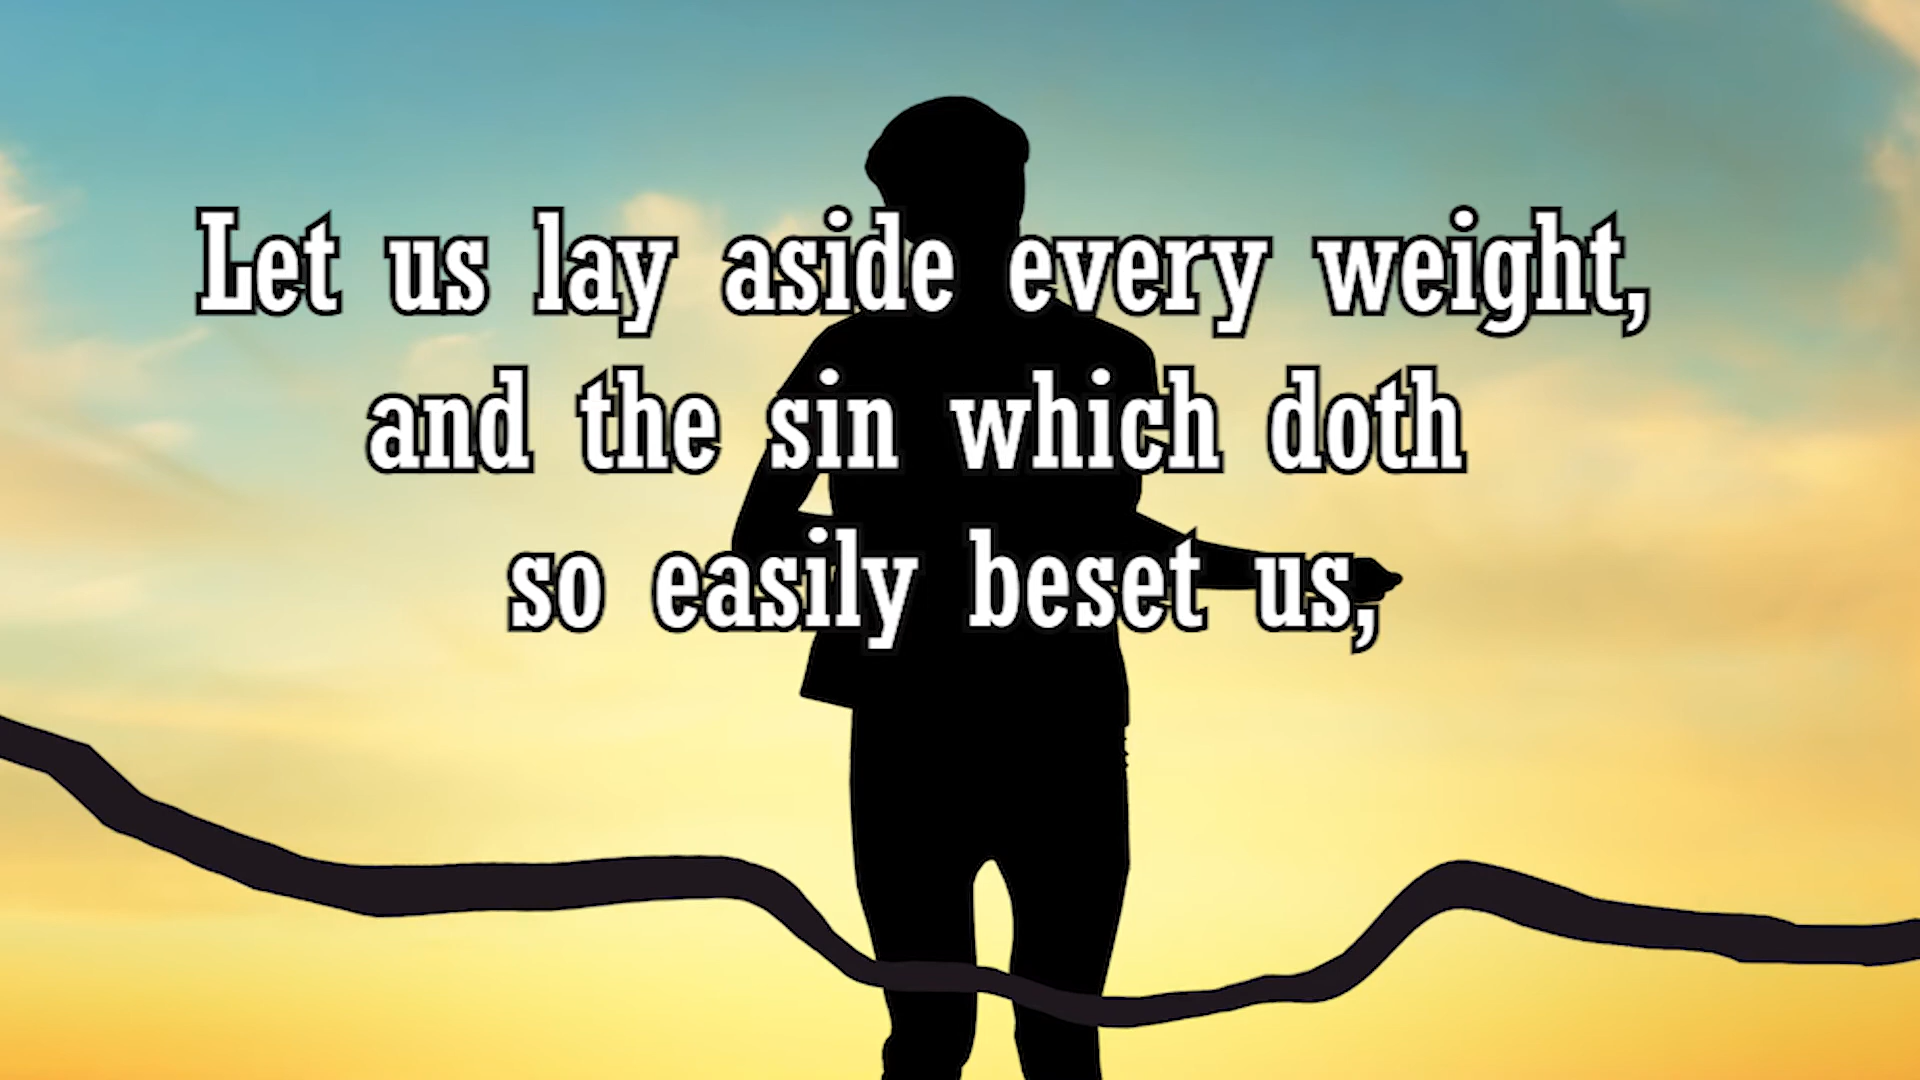 Let us lay aside every weight,
and the sin which doth
so easily beset us,